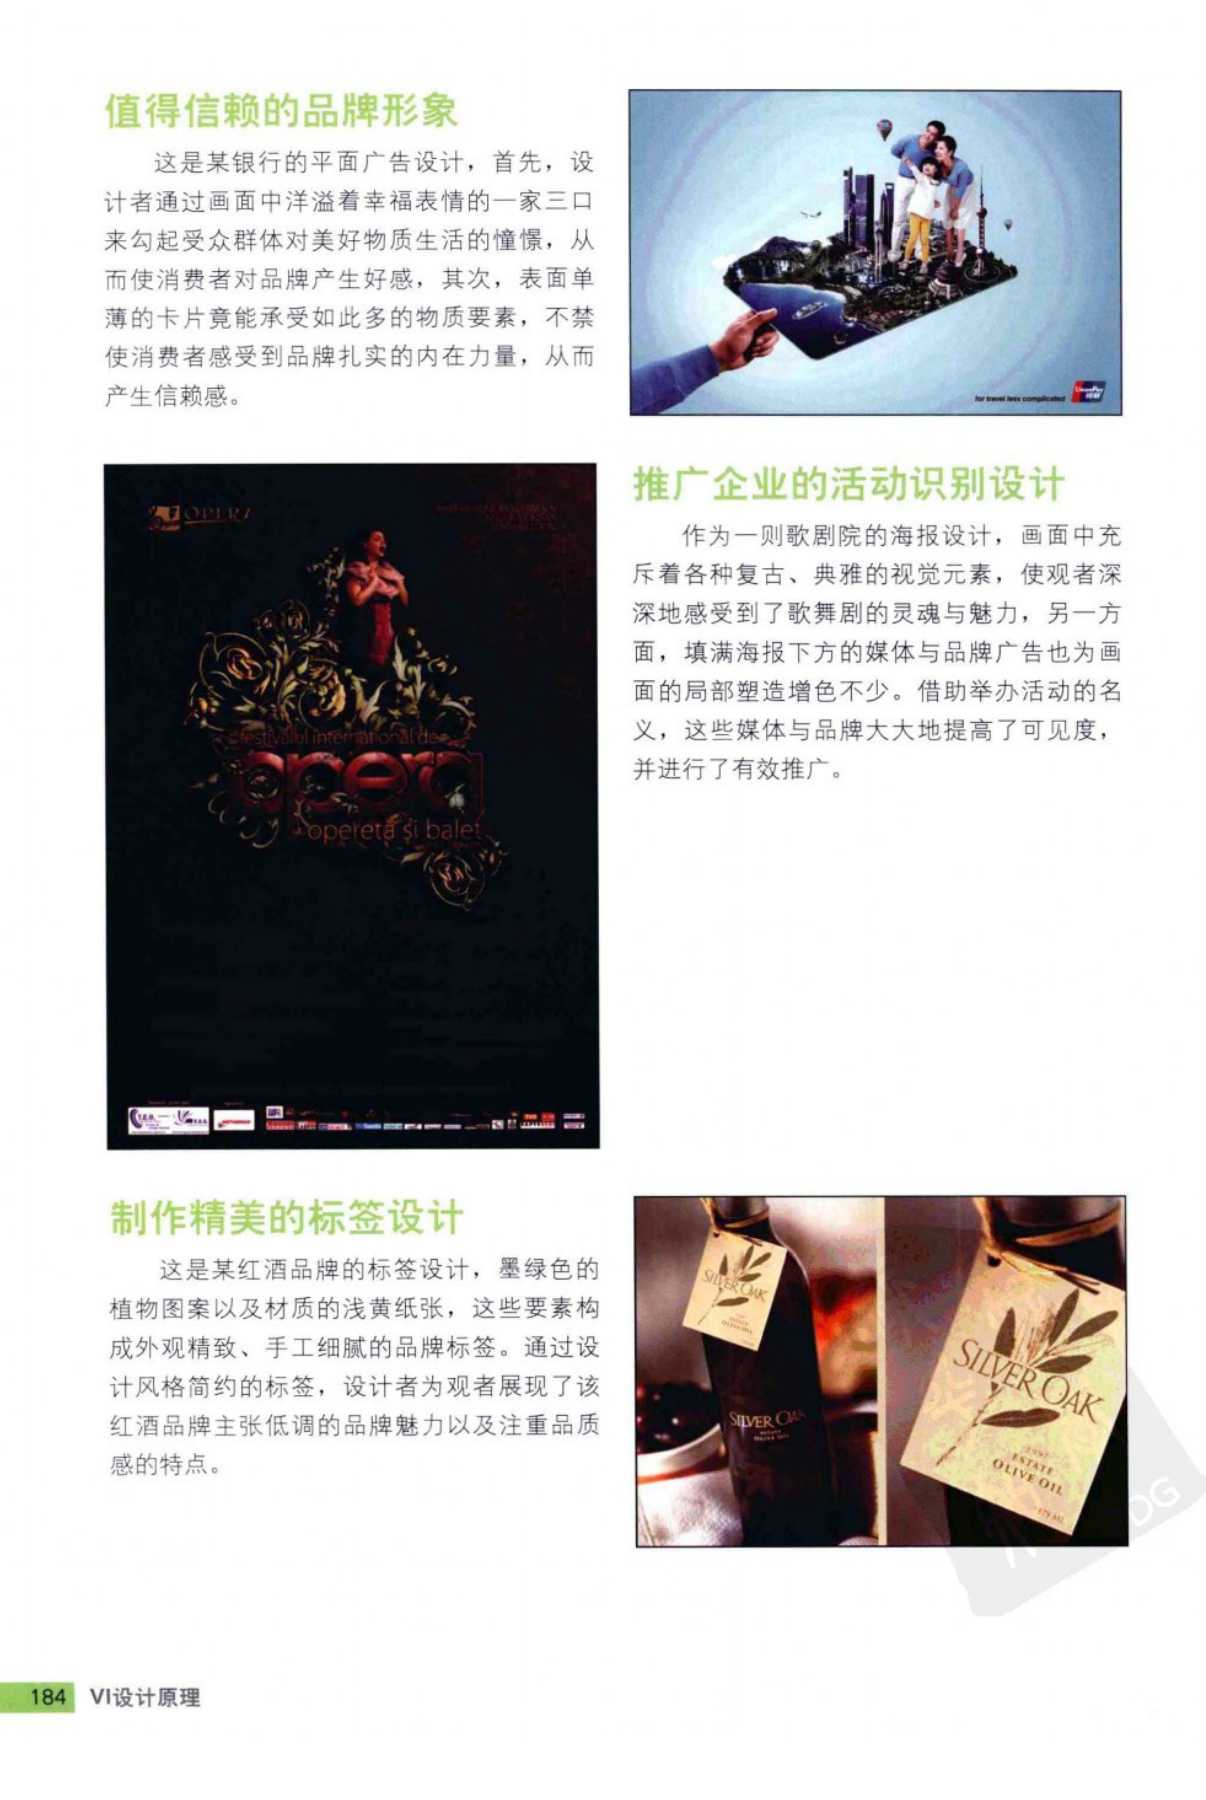 值得信赖的品牌形象
这是某银行的平面广告设计，首先，设
计者通过画面中洋溢着幸福表情的一家三口
来勾起受众群体对美好物质生活的憧憬，从
而使消费者对品牌产生好感，其次，表面单
薄的卡片竟能承受如此多的物质要素，不禁
使消费者感受到品牌扎实的内在力量，从而
产生信赖感。
for travel less complicated
UnionPay
银联
OPERA
festivalul international de
opera
opereta și balet
推广企业的活动识别设计
作为一则歌剧院的海报设计，画面中充
斥着各种复古、典雅的视觉元素，使观者深
深地感受到了歌舞剧的灵魂与魅力，另一方
面，填满海报下方的媒体与品牌广告也为画
面的局部塑造增色不少。借助举办活动的名
义，这些媒体与品牌大大地提高了可见度，
并进行了有效推广。
制作精美的标签设计
这是某红酒品牌的标签设计，墨绿色的
植物图案以及材质的浅黄纸张，这些要素构
成外观精致、手工细腻的品牌标签。通过设
计风格简约的标签，设计者为观者展现了该
红酒品牌主张低调的品牌魅力以及注重品质
感的特点。
SILVER OAK
ESTATE
OLIVE OIL
SILVER OAK
ESTATE
OLIVE OIL
SILVER OAK
1997
ESTATE
OLIVE OIL
375 ML
184 VI设计原理